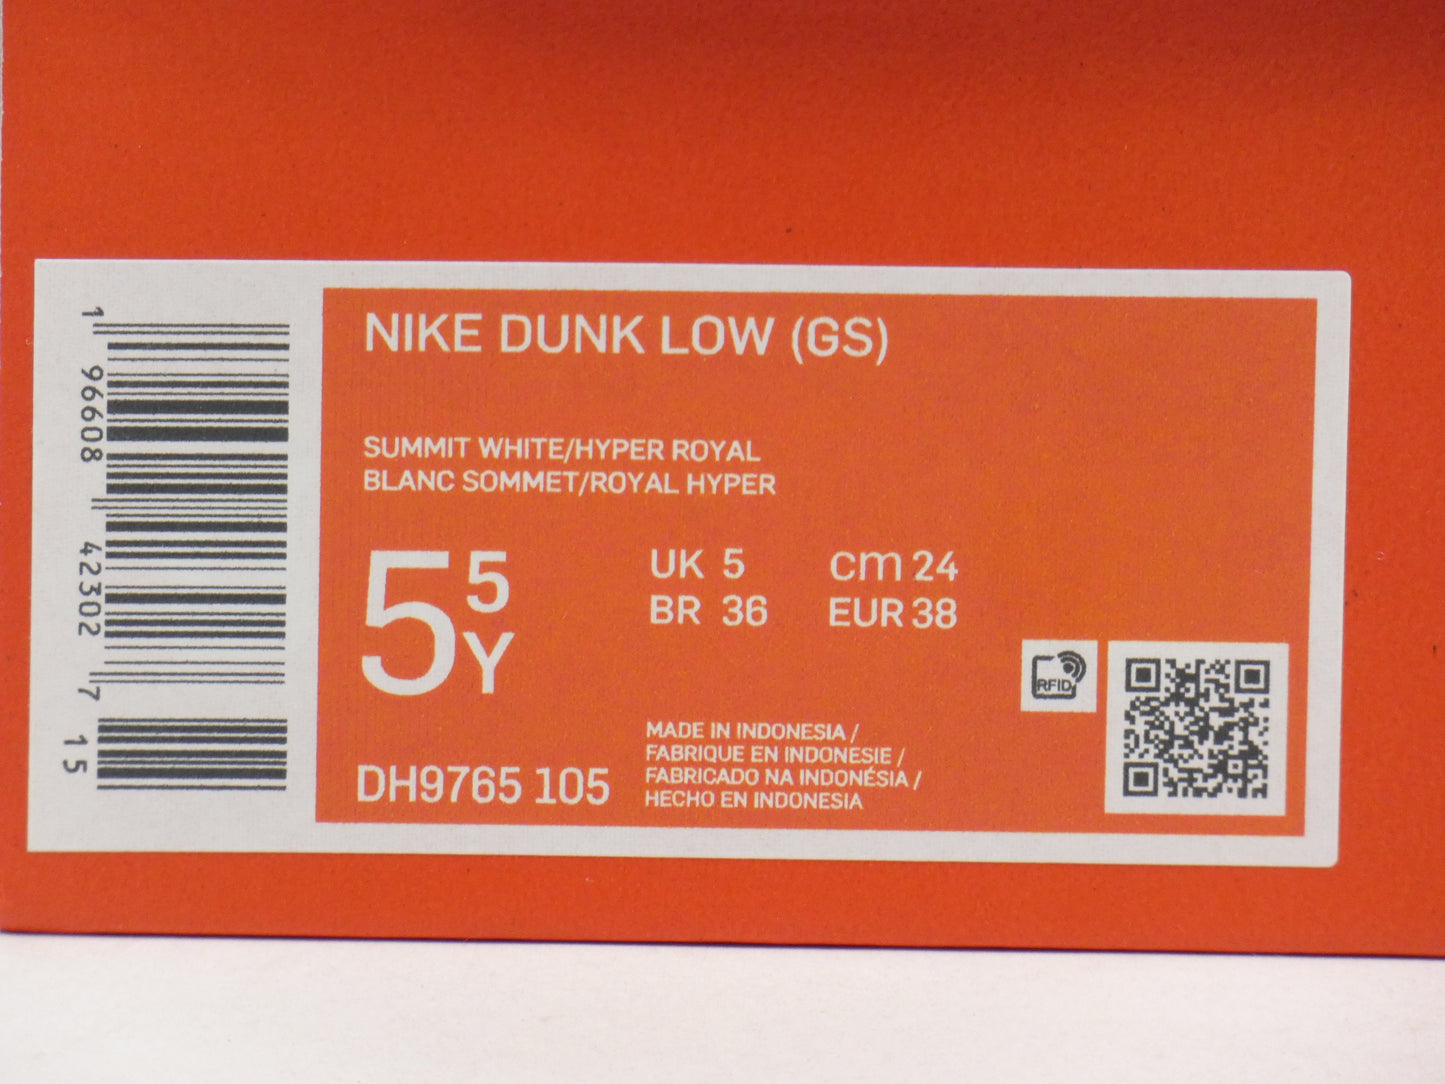 1 96608 42302 7 15
NIKE DUNK LOW (GS)
SUMMIT WHITE/HYPER ROYAL
BLANC SOMMET/ROYAL HYPER
5 5 Y
UK 5 cm 24
BR 36 EUR 38
DH9765 105
MADE IN INDONESIA /
FABRIQUE EN INDONESIE /
FABRICADO NA INDONÉSIA /
HECHO EN INDONESIA
RFID